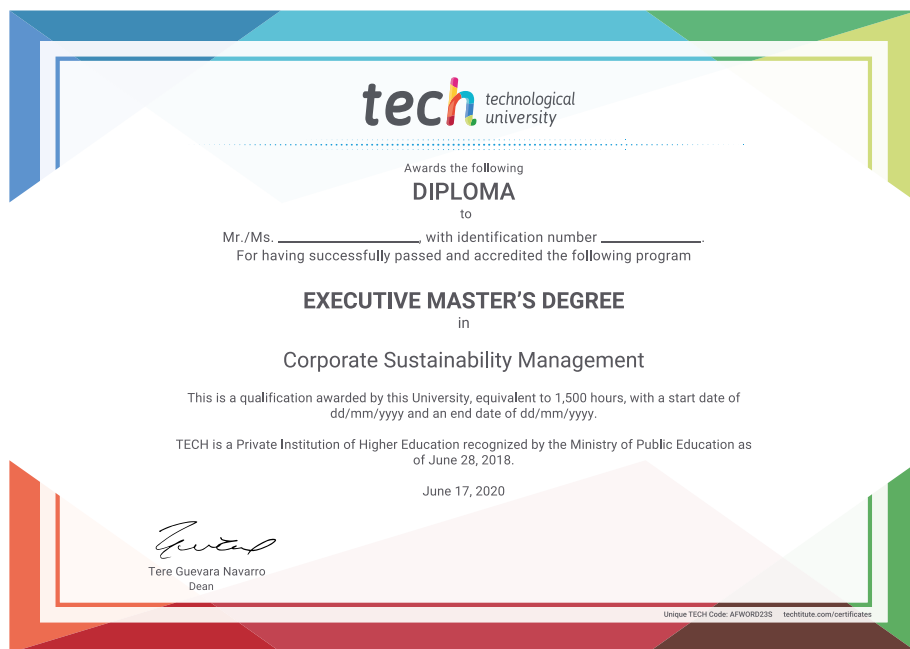 tech technological
university
Awards the following
DIPLOMA
to
Mr./Ms. ____________________, with identification number ______________.
For having successfully passed and accredited the following program
EXECUTIVE MASTER'S DEGREE
in
Corporate Sustainability Management
This is a qualification awarded by this University, equivalent to 1,500 hours, with a start date of
dd/mm/yyyy and an end date of dd/mm/yyyy.
TECH is a Private Institution of Higher Education recognized by the Ministry of Public Education as
of June 28, 2018.
June 17, 2020
Tere Guevara Navarro
Dean
Unique TECH Code: AFWORD23S techtitute.com/certificates